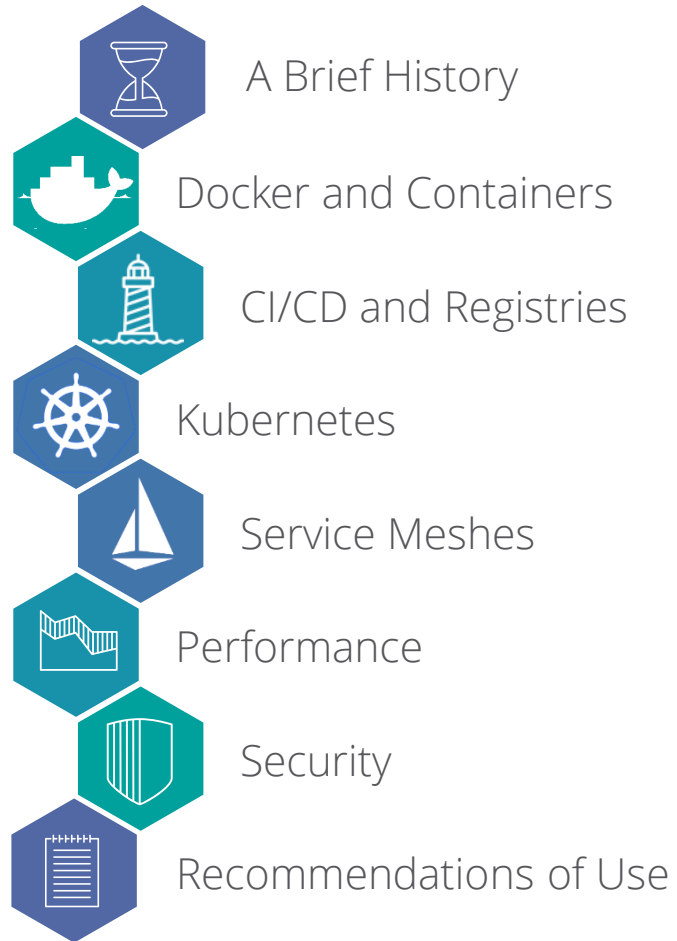 A Brief History
Docker and Containers
CI/CD and Registries
Kubernetes
Service Meshes
Performance
Security
Recommendations of Use